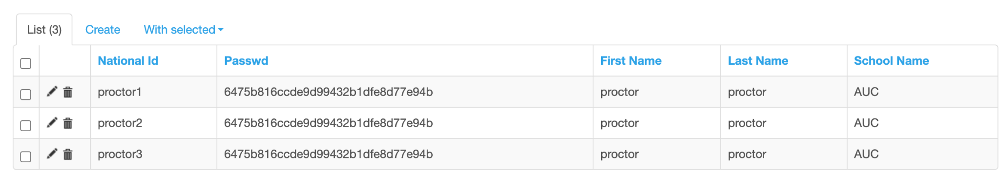 List (3) Create With selected
National Id Passwd First Name Last Name School Name
proctor1 6475b816ccde9d99432b1dfe8d77e94b proctor proctor AUC
proctor2 6475b816ccde9d99432b1dfe8d77e94b proctor proctor AUC
proctor3 6475b816ccde9d99432b1dfe8d77e94b proctor proctor AUC